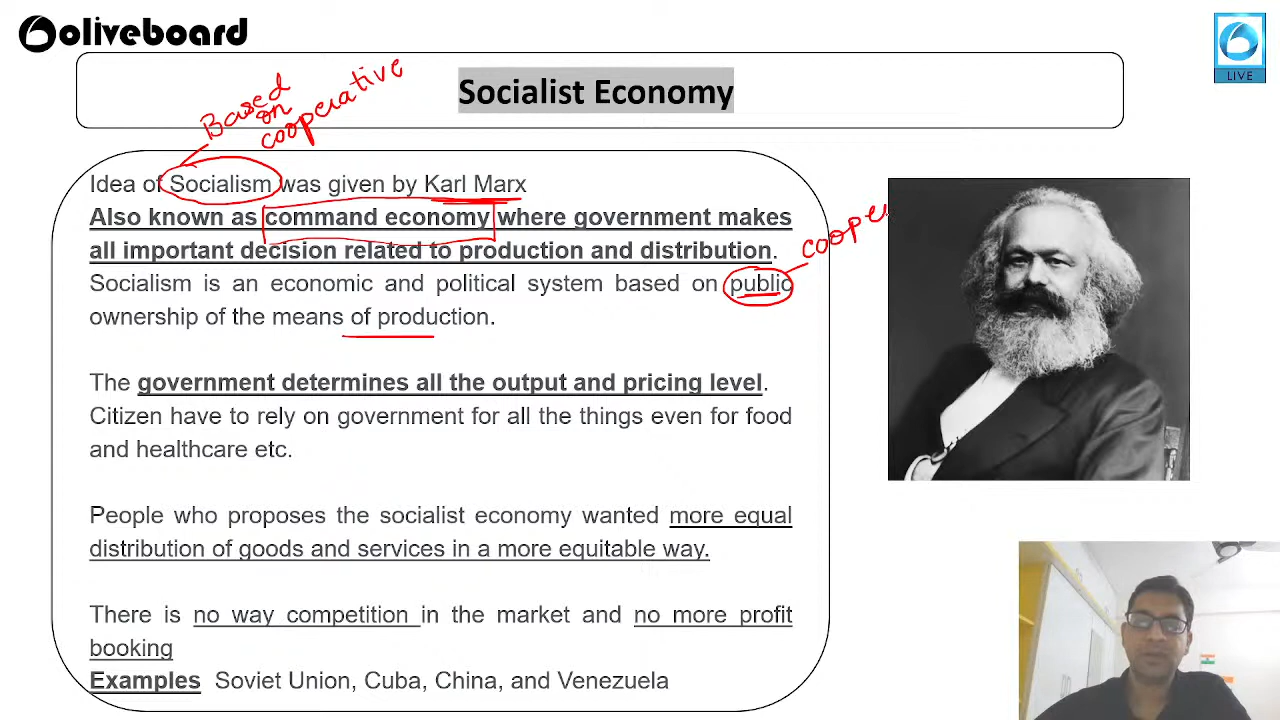 oliveboard
LIVE
Socialist Economy
Based
on
cooperative
Idea of Socialism was given by Karl Marx
Also known as command economy where government makes
all important decision related to production and distribution.
coope
Socialism is an economic and political system based on public
ownership of the means of production.
The government determines all the output and pricing level.
Citizen have to rely on government for all the things even for food
and healthcare etc.
People who proposes the socialist economy wanted more equal
distribution of goods and services in a more equitable way.
There is no way competition in the market and no more profit
booking
Examples Soviet Union, Cuba, China, and Venezuela